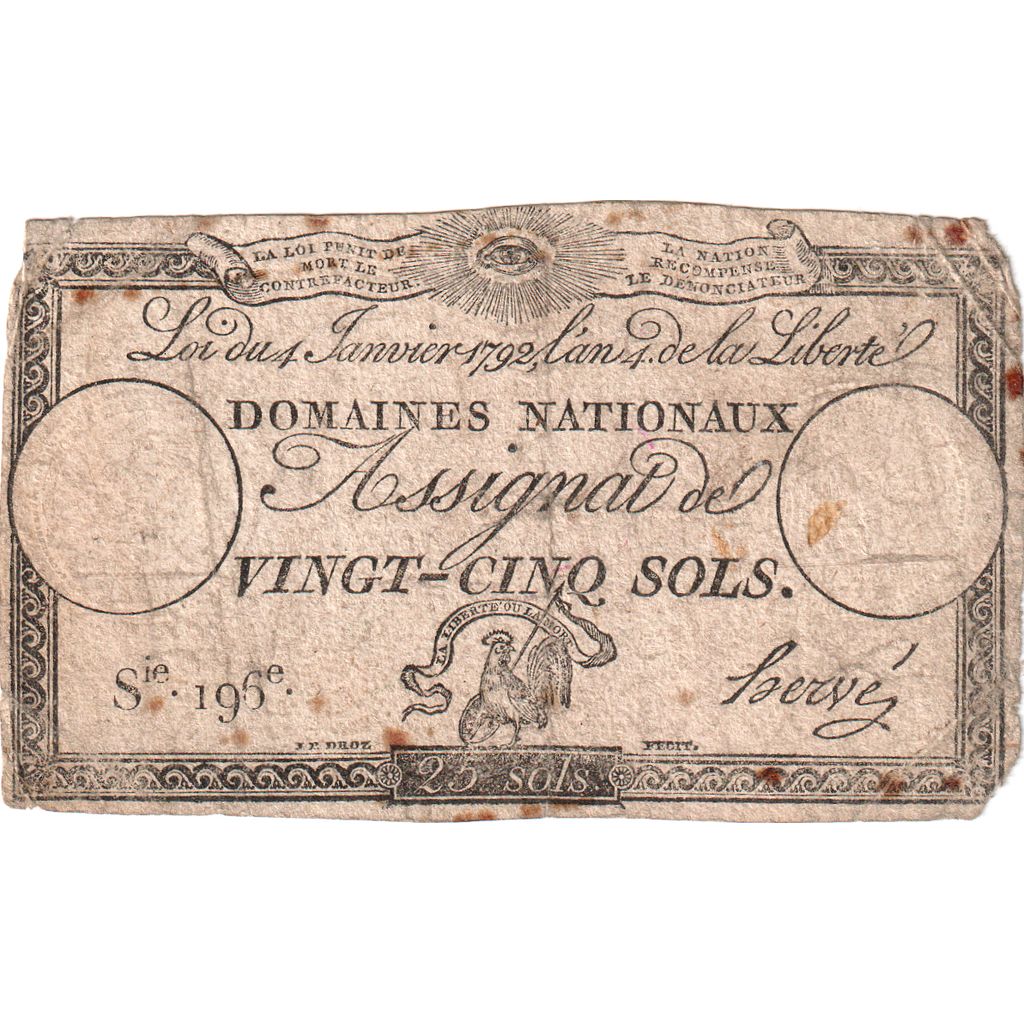 LA LOI PUNIT DE
MORT LE
CONTREFACTEUR.
LA NATION
RECOMPENSE
LE DENONCIATEUR
Loi du 4 Janvier 1792, l'an 4. de la Liberté
DOMAINES NATIONAUX
Assignat de
VINGT-CINQ SOLS.
LA LIBERTÉ OU LA MORT
Sie. 196e.
hervé
J.P. DROZ FECIT.
25 sols.